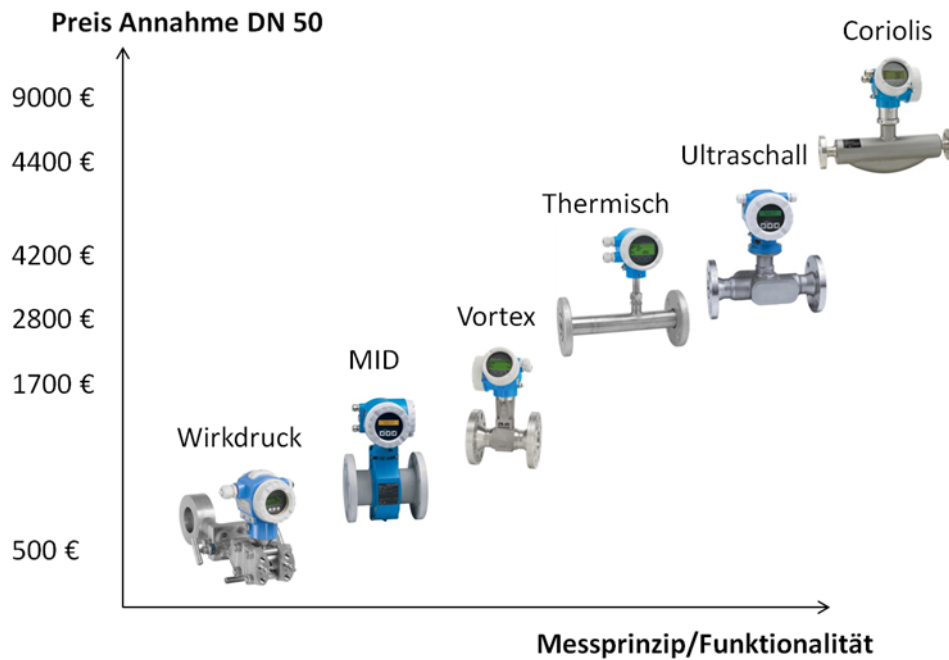 Preis Annahme DN 50
Coriolis
9000 €
4400 €
Ultraschall
Thermisch
4200 €
2800 €
Vortex
MID
1700 €
Wirkdruck
500 €
Messprinzip/Funktionalität